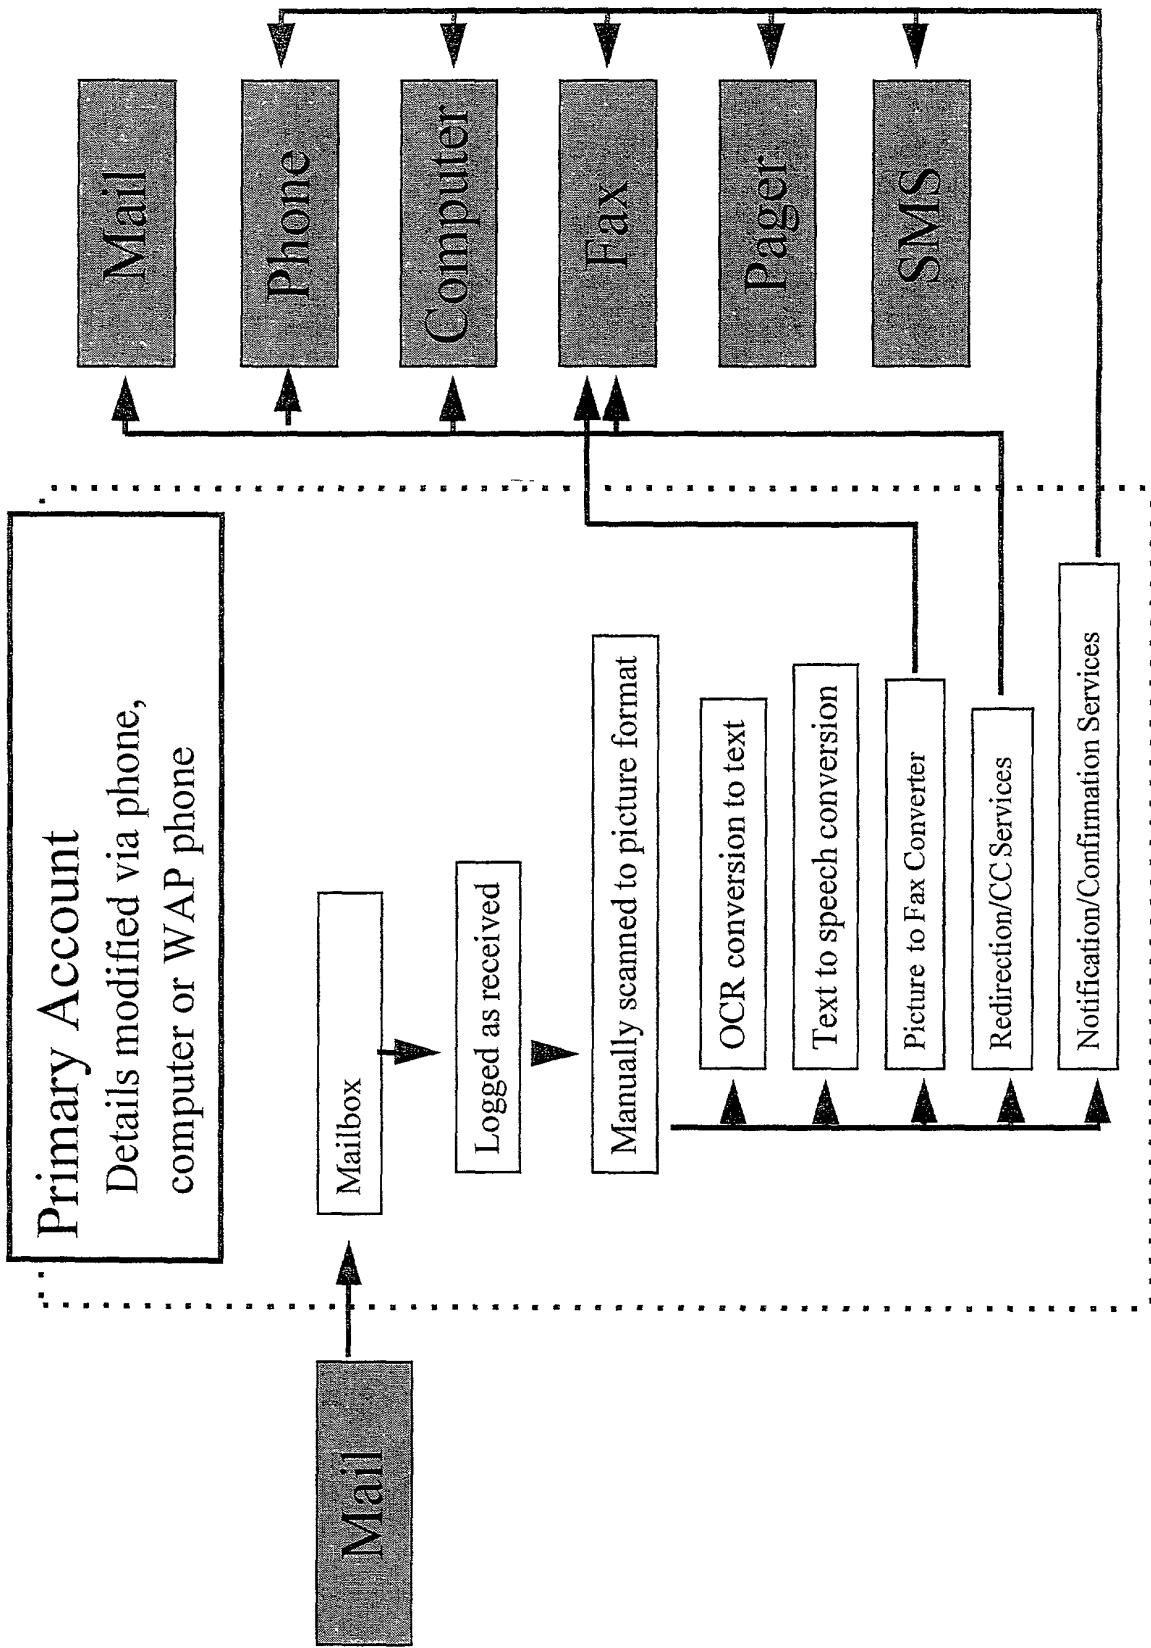 Primary Account
Details modified via phone,
computer or WAP phone
Mail
Mailbox
Logged as received
Manually scanned to picture format
OCR conversion to text
Text to speech conversion
Picture to Fax Converter
Redirection/CC Services
Notification/Confirmation Services
Mail
Phone
Computer
Fax
Pager
SMS